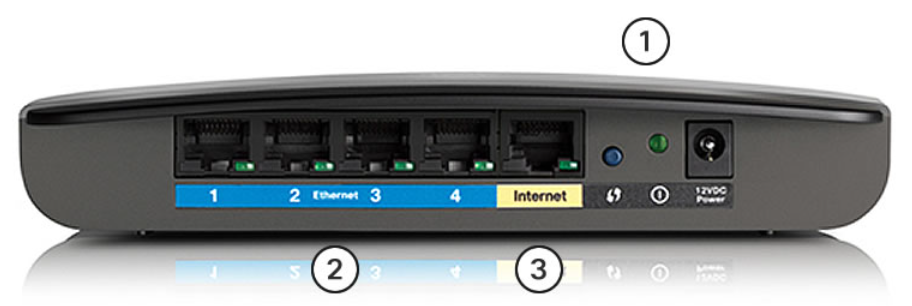 1
1 2 Ethernet 3 4 Internet 12VDC
Power
2 3